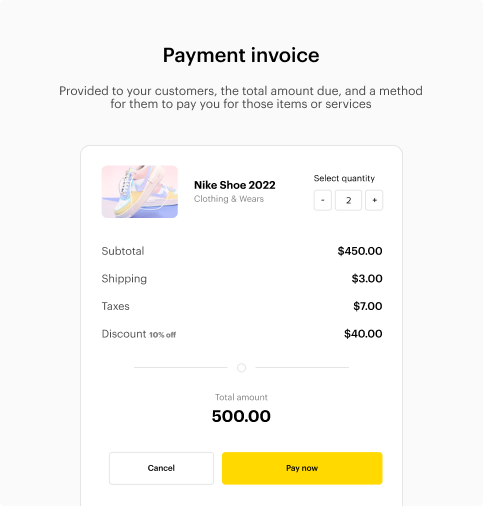 Payment invoice
Provided to your customers, the total amount due, and a method
for them to pay you for those items or services
Nike Shoe 2022
Clothing & Wears
Select quantity
- 2 +
Subtotal $450.00
Shipping $3.00
Taxes $7.00
Discount 10% off $40.00
Total amount
500.00
Cancel Pay now